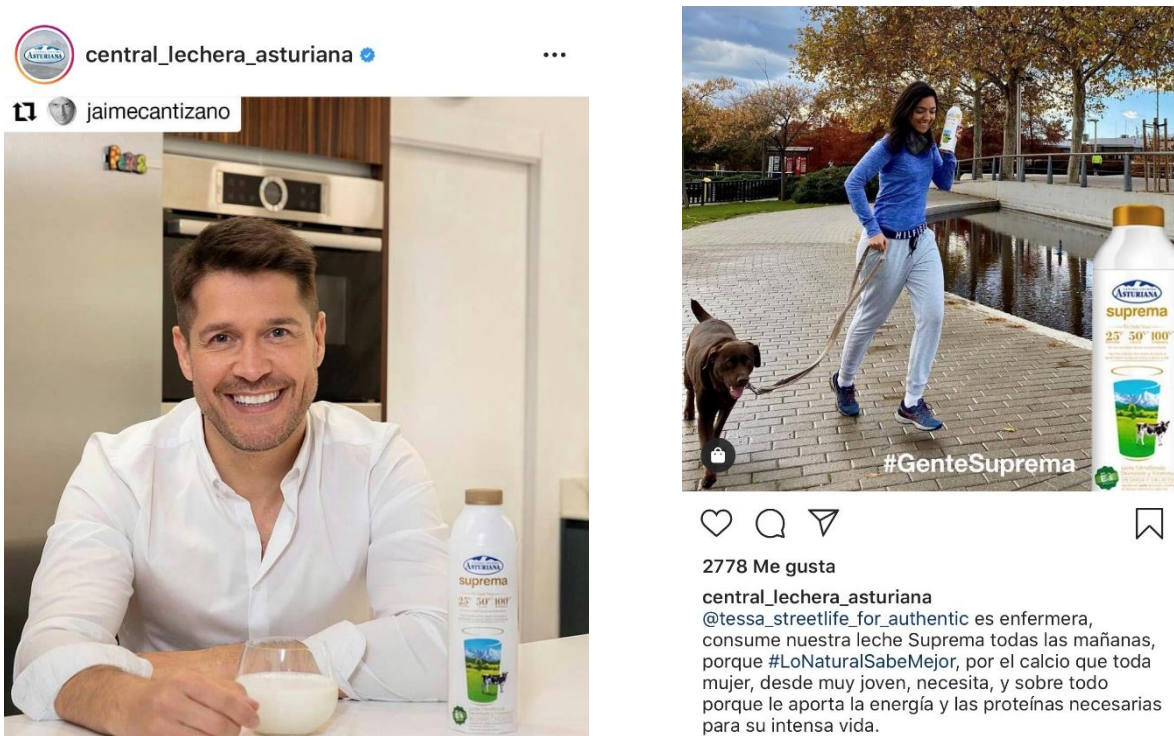 central_lechera_asturiana
jaimecantizano
ASTURIANA
ASTURIANA
suprema
25% 50% 100%
#GenteSuprema
ASTURIANA
suprema
25% 50% 100%
2778 Me gusta
central_lechera_asturiana
@tessa_streetlife_for_authentic es enfermera,
consume nuestra leche Suprema todas las mañanas,
porque #LoNaturalSabeMejor, por el calcio que toda
mujer, desde muy joven, necesita, y sobre todo
porque le aporta la energía y las proteínas necesarias
para su intensa vida.